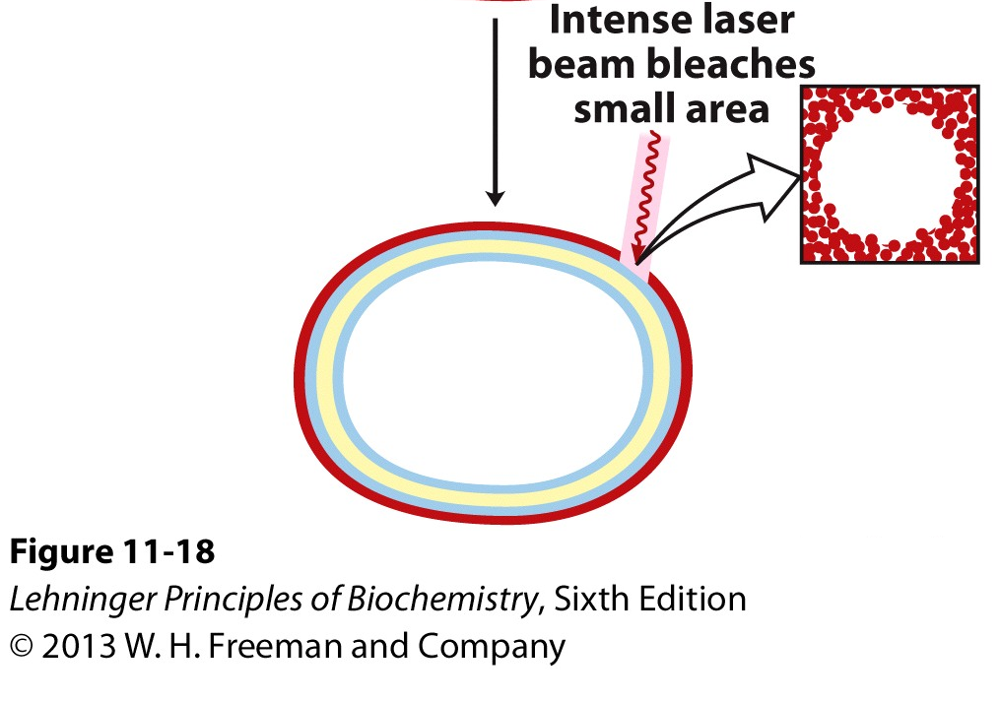 Intense laser
beam bleaches
small area
Figure 11-18
Lehninger Principles of Biochemistry, Sixth Edition
© 2013 W. H. Freeman and Company